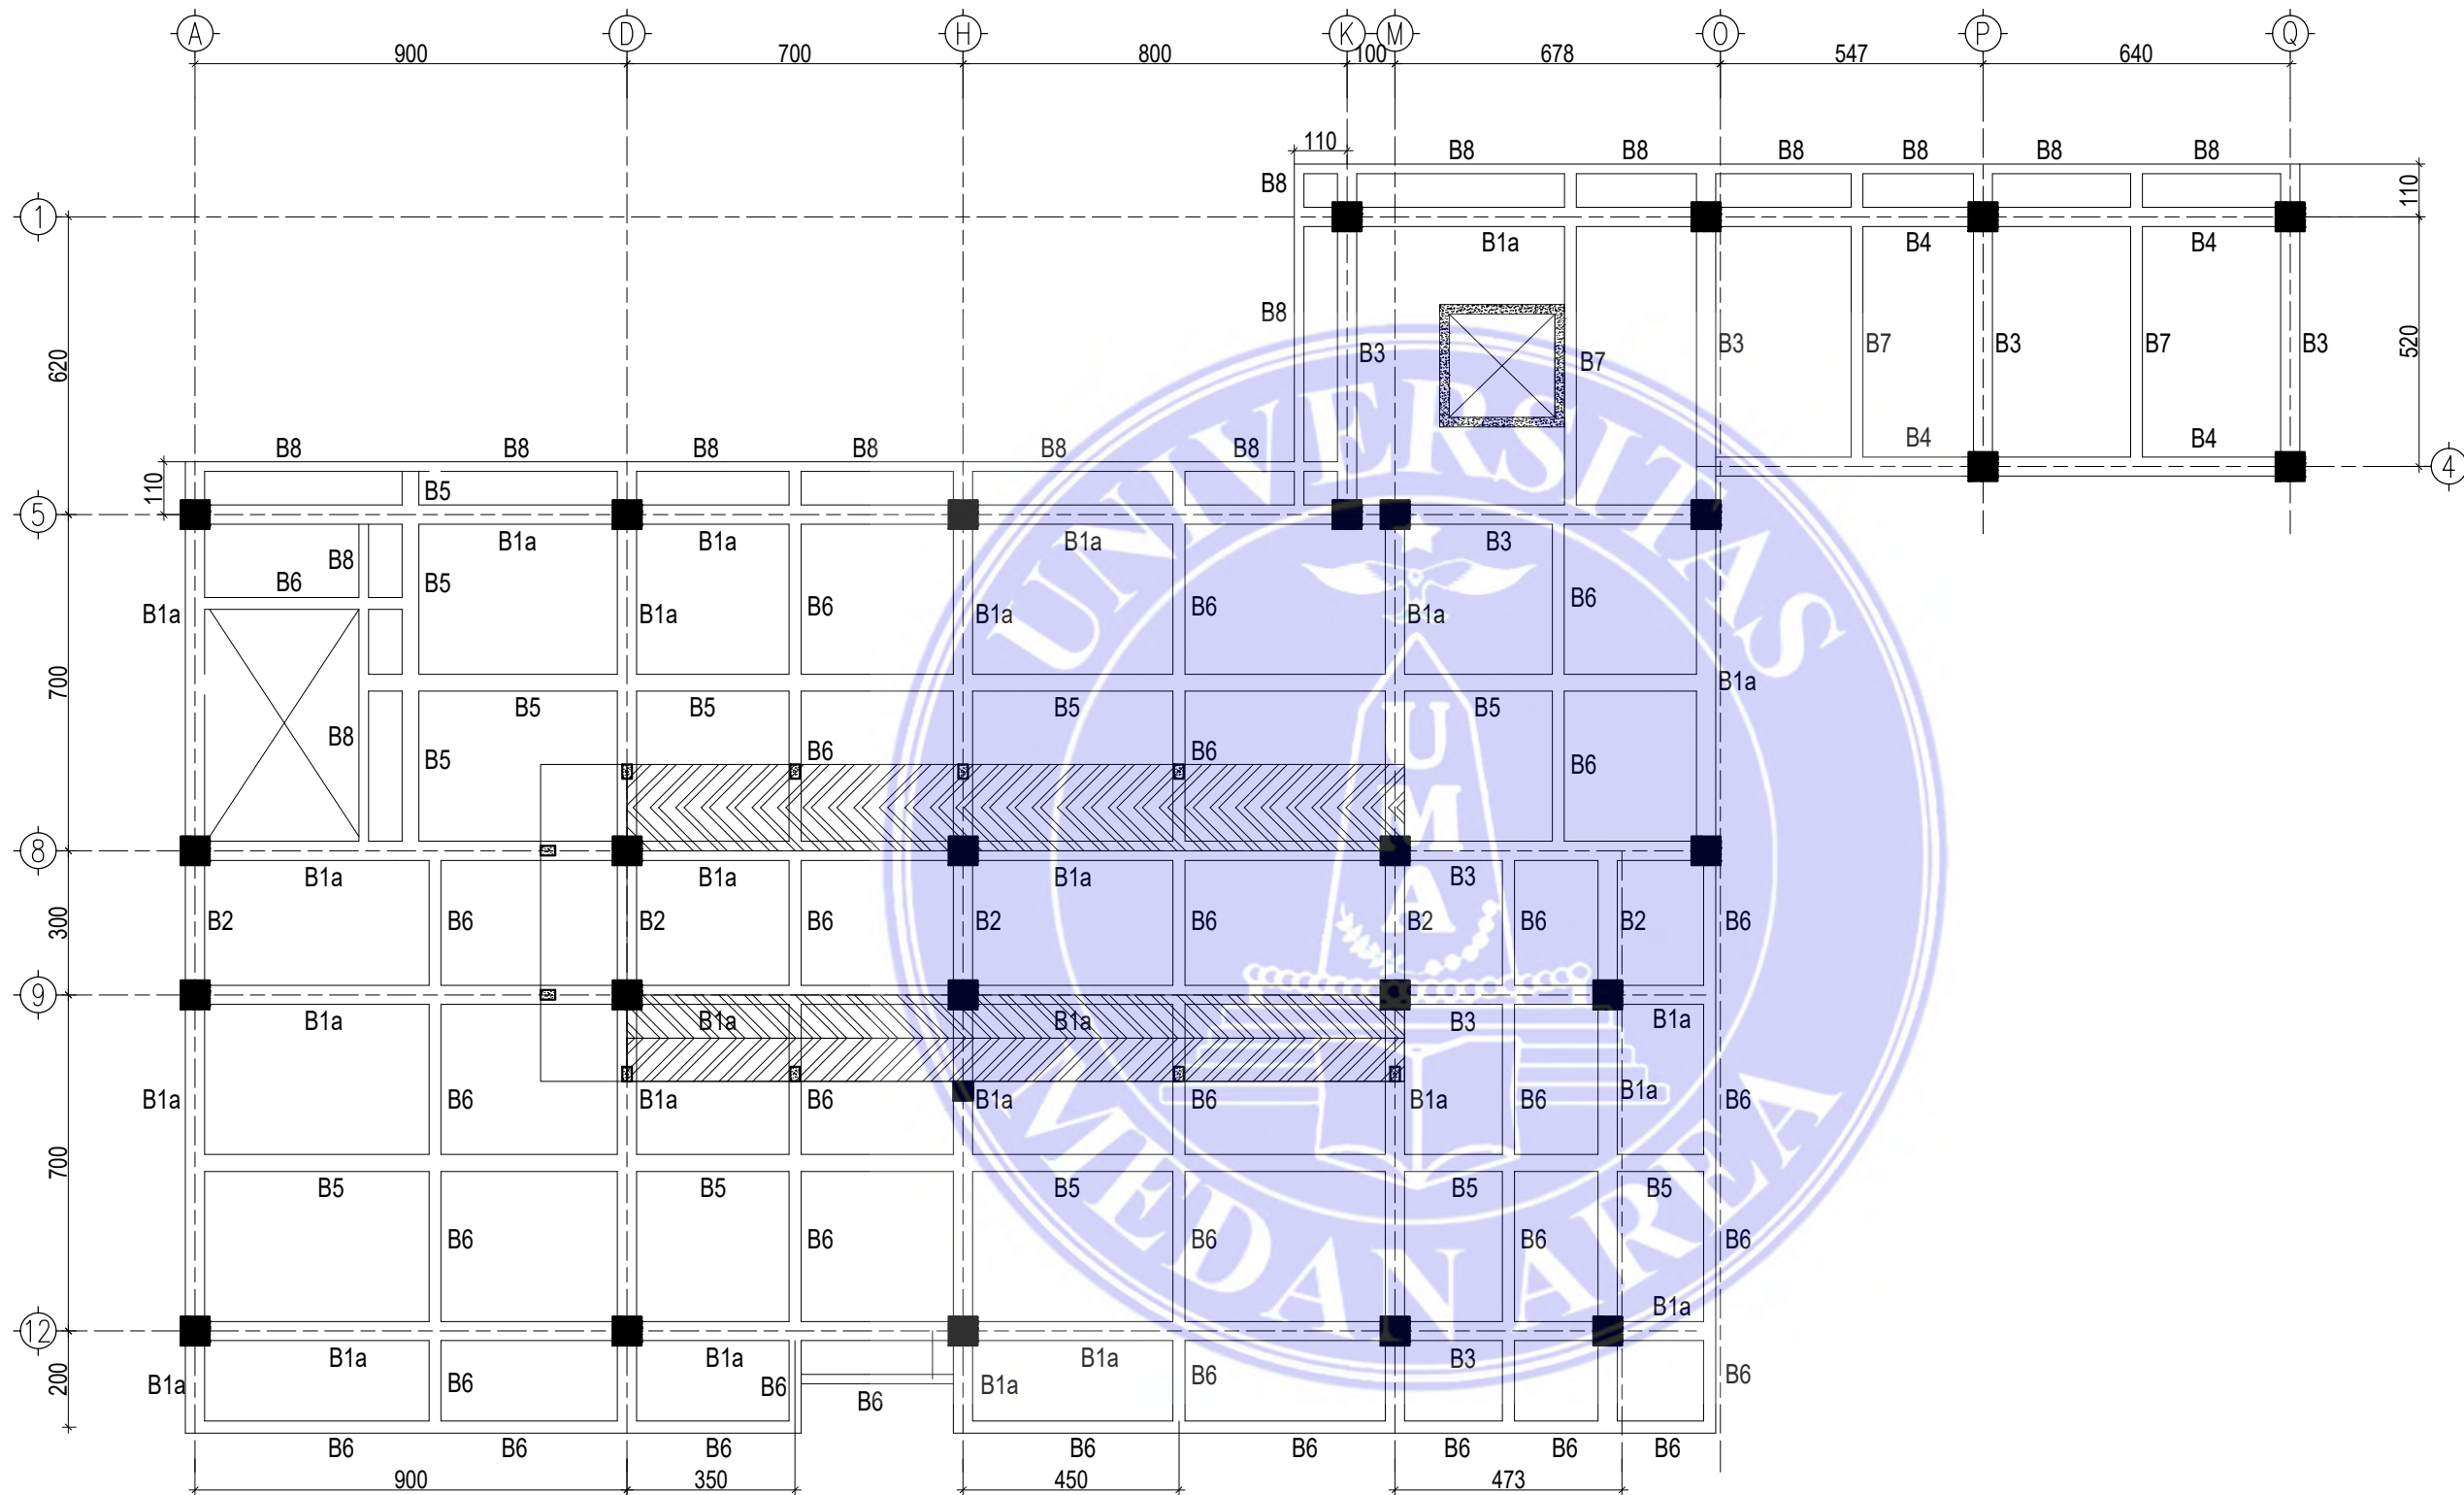 A D H K M O P Q
900 700 800 100 678 547 640
110 B8 B8 B8 B8 B8 B8
B8 110
1
B1a B4 B4
B8
620 B3 B7 B3 B7 B3 B7 B3 520
B4 B4
B8 B8 B8 B8 B8 B8
4
110 B5
5
B1a B1a B1a B3
B8
B6 B5 B6 B6 B6
B1a B1a B1a B1a
700 B1a
B5 B5 B5 B5
B8 B6 B6
B5 B6
8
B1a B1a B1a B3
300 B2 B6 B2 B6 B2 B6 B2 B6 B2 B6
9
B1a B1a B1a B3 B1a
B1a B6 B1a B6 B1a B6 B1a B6 B1a B6
700
B5 B5 B5 B5 B5
B6 B6 B6 B6 B6
B1a
12
B1a B1a B1a B3
200 B1a B6 B6 B1a B6 B6
B6
B6 B6 B6 B6 B6 B6 B6 B6
900 350 450 473
UNIVERSITAS
UMA
MEDAN AREA